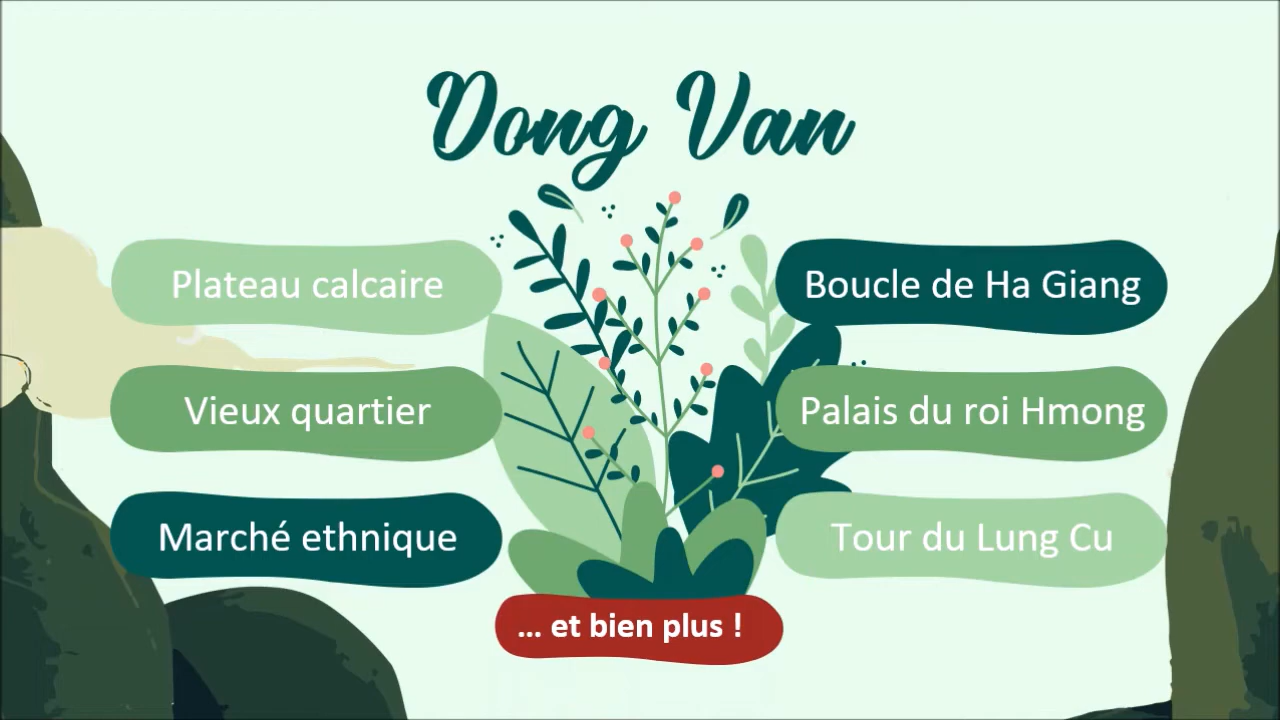 Dong Van
Plateau calcaire
Boucle de Ha Giang
Vieux quartier
Palais du roi Hmong
Marché ethnique
Tour du Lung Cu
... et bien plus !